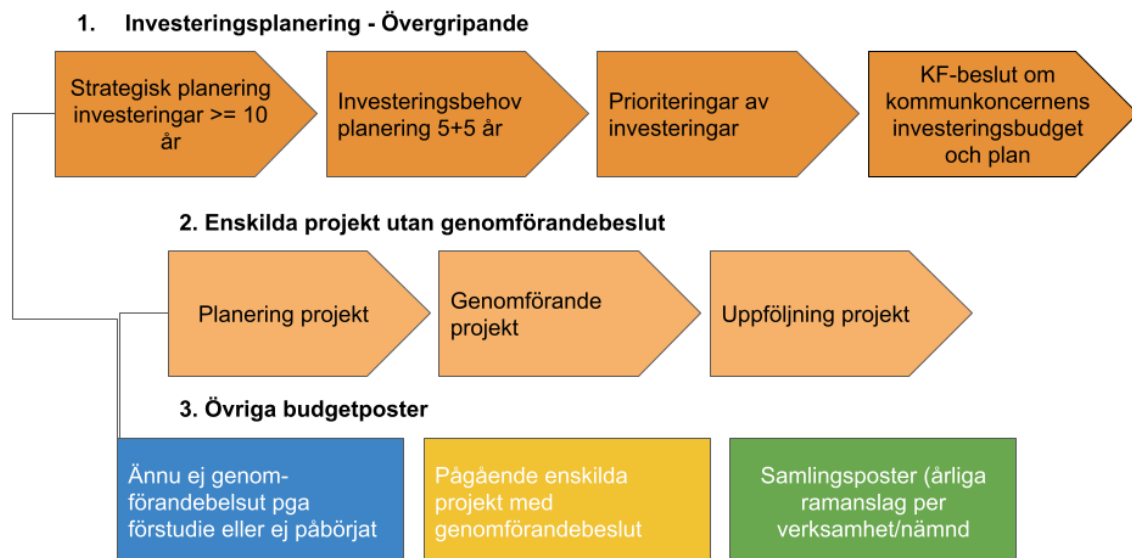 1. Investeringsplanering - Övergripande
Strategisk planering
investeringar >= 10
år
Investeringsbehov
planering 5+5 år
Prioriteringar av
investeringar
KF-beslut om
kommunkoncernens
investeringsbudget
och plan
2. Enskilda projekt utan genomförandebeslut
Planering projekt
Genomförande
projekt
Uppföljning projekt
3. Övriga budgetposter
Ännu ej genom-
förandebelsut pga
förstudie eller ej påbörjat
Pågående enskilda
projekt med
genomförandebeslut
Samlingsposter (årliga
ramanslag per
verksamhet/nämnd